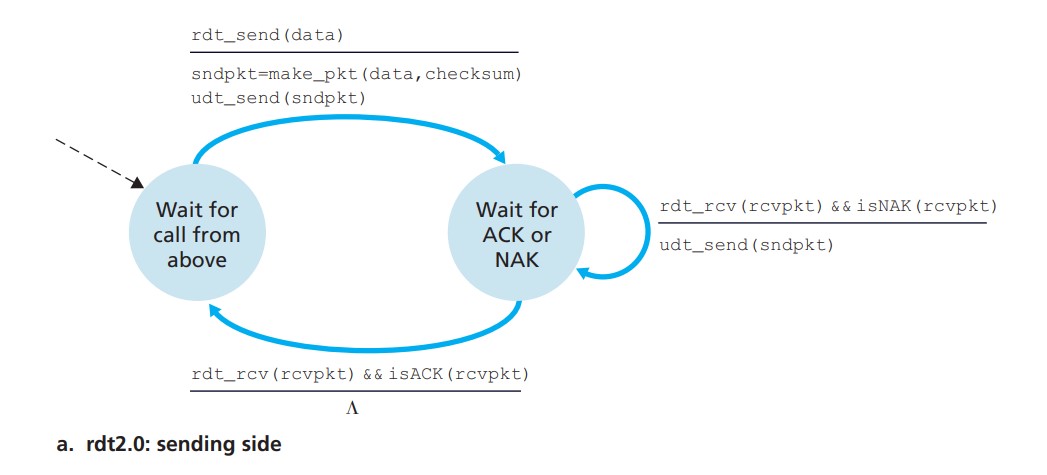 rdt_send(data)
sndpkt=make_pkt(data,checksum)
udt_send(sndpkt)
Wait for
call from
above
Wait for
ACK or
NAK
rdt_rcv(rcvpkt) && isNAK(rcvpkt)
udt_send(sndpkt)
rdt_rcv(rcvpkt) && isACK(rcvpkt)
Λ
a. rdt2.0: sending side